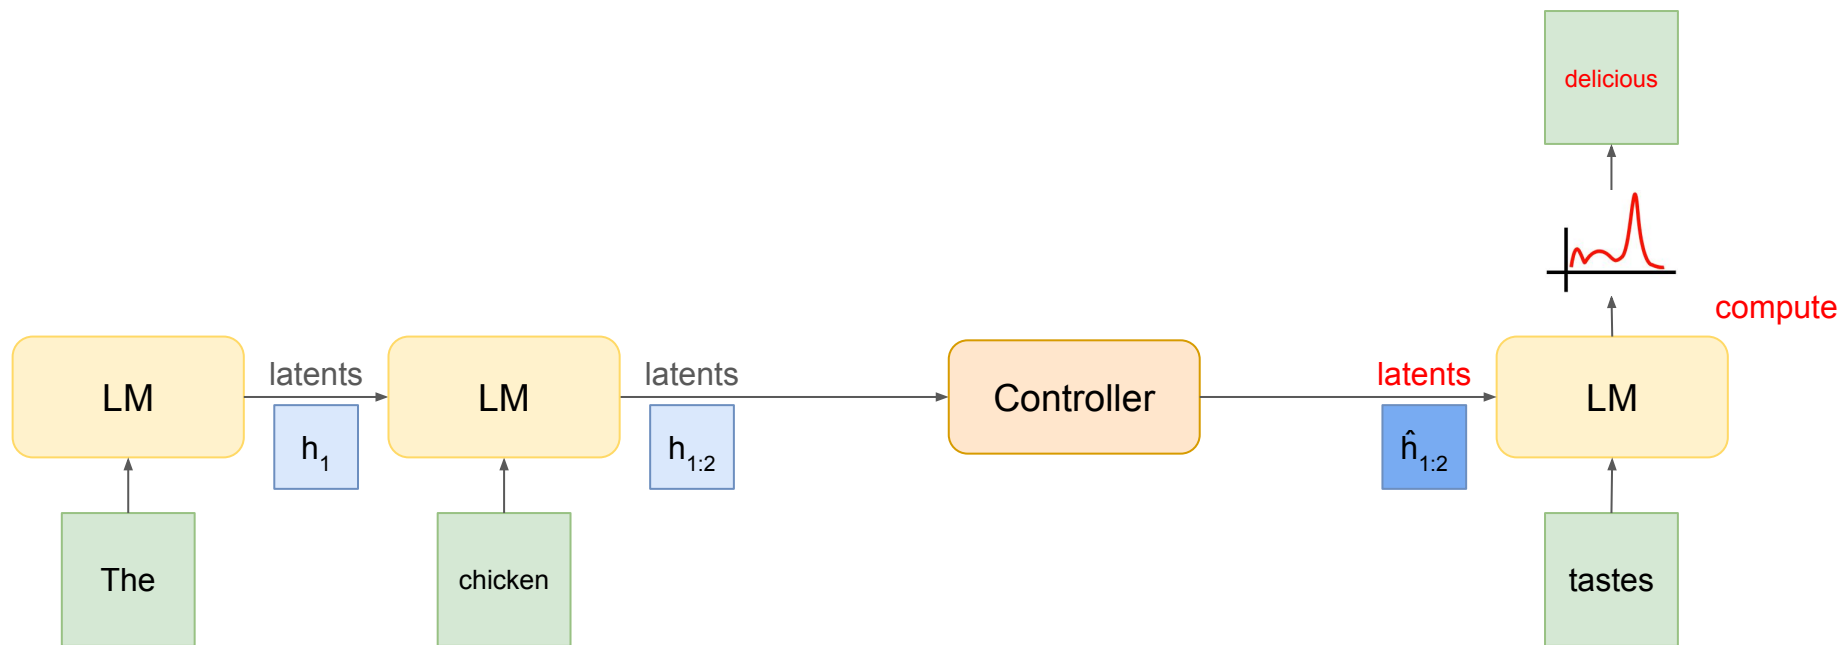 delicious
compute
LM
latents
LM
latents
Controller
latents
LM
h1
h1:2
ĥ1:2
The
chicken
tastes